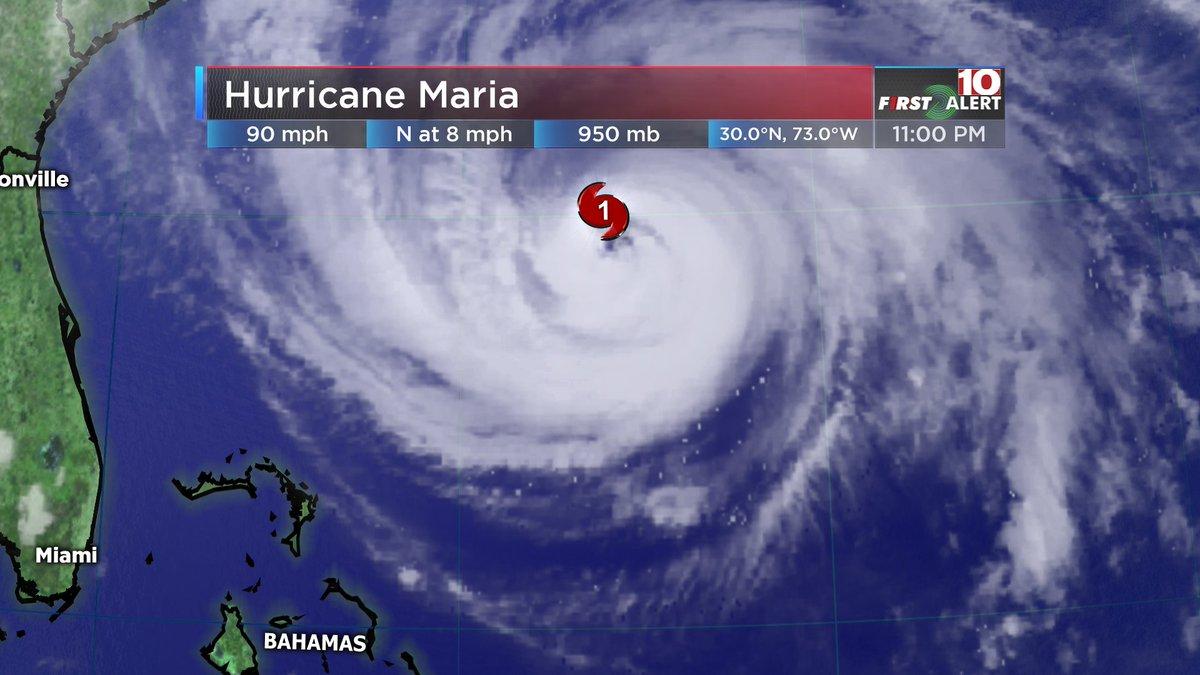 Hurricane Maria
10
FIRST ALERT
90 mph
N at 8 mph
950 mb
30.0°N, 73.0°W
11:00 PM
onville
1
Miami
BAHAMAS